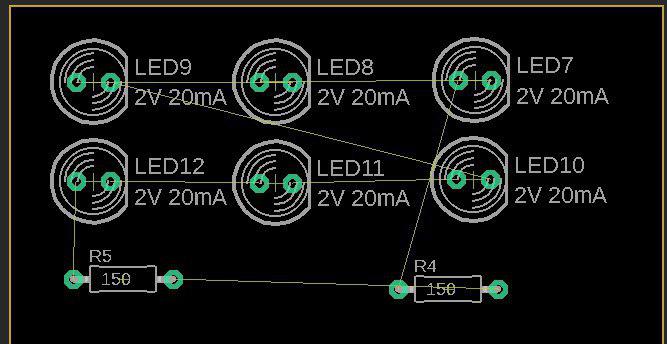 LED9
2V 20mA
LED8
2V 20mA
LED7
2V 20mA
LED12
2V 20mA
LED11
2V 20mA
LED10
2V 20mA
R5
150
R4
150